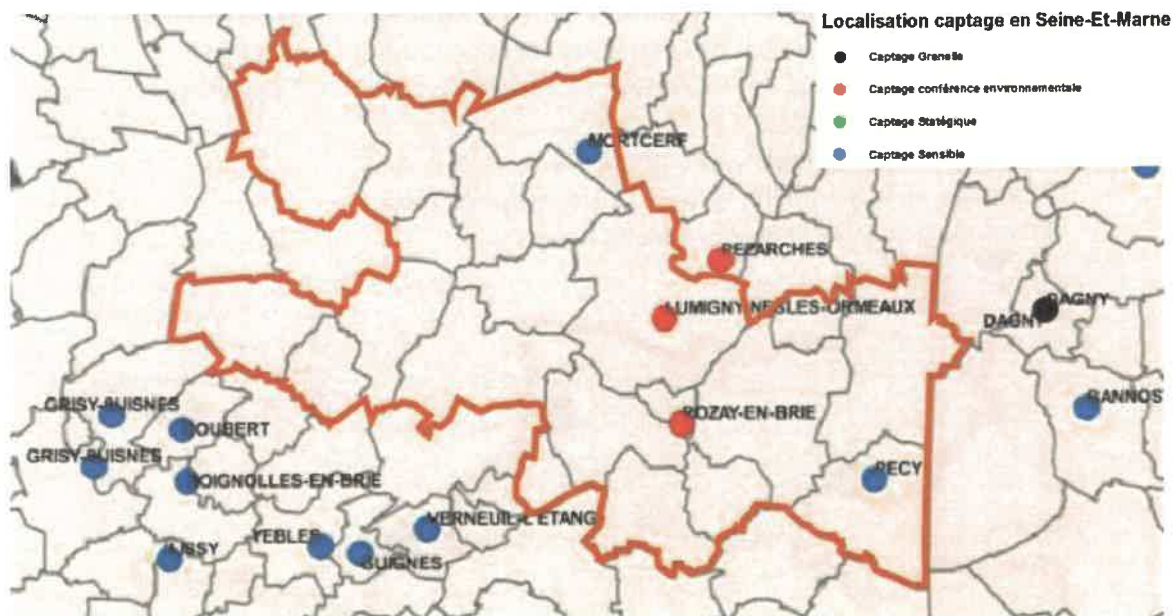 Localisation captage en Seine-Et-Marne
Captage Grenelle
Captage conférence environnementale
Captage Statégique
Captage Sensible
MORTCERF
PEZARCHES
LUMIGNY-NESLES-ORMEAUX
DAGNY
DAGNY
BANNOS
ROZAY-EN-BRIE
GRISY-SUISNES
SOUBERT
GRISY-SUISNES
SOIGNOLLES-EN-BRIE
PECY
VERNEUIL-L'ETANG
YEBLES
GUIGNES
LISSY